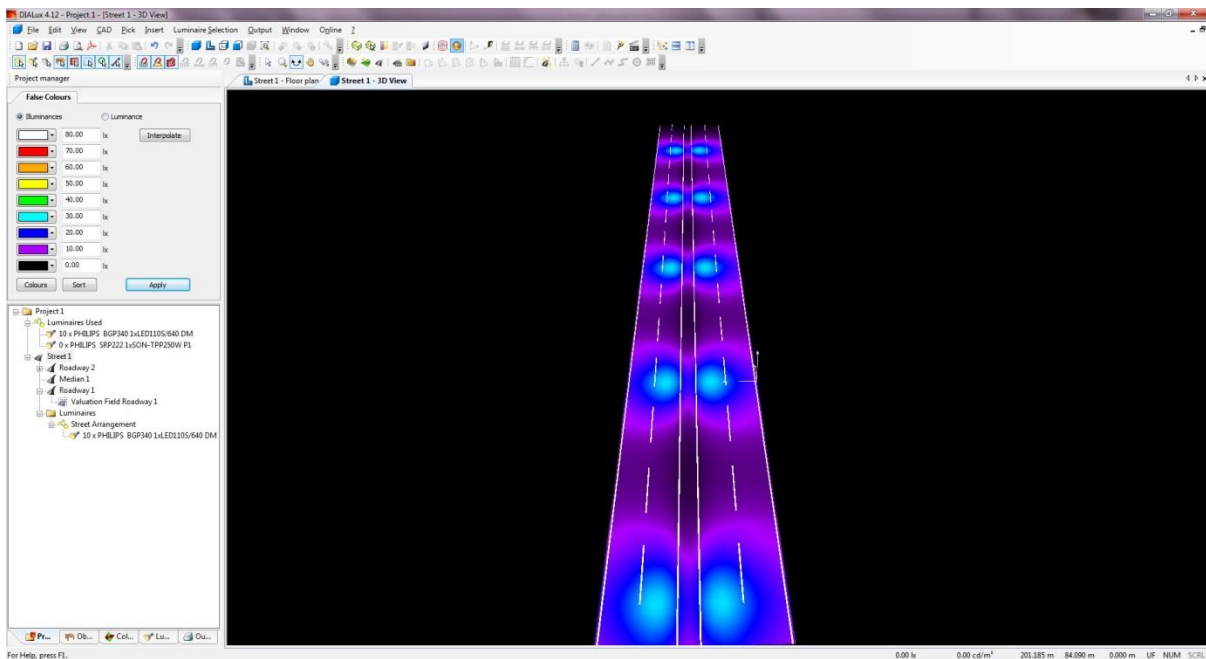 DIALux 4.12 - Project 1 - [Street 1 - 3D View]
File Edit View CAD Pick Insert Luminaire Selection Output Window Online ?
Project manager
Street 1 - Floor plan Street 1 - 3D View
False Colours
Illuminances Luminance
80.00 lx Interpolate
70.00 lx
60.00 lx
50.00 lx
40.00 lx
30.00 lx
20.00 lx
10.00 lx
0.00 lx
Colours Sort Apply
Project 1
Luminaires Used
10 x PHILIPS BGP340 1xLED110S/640 DM
0 x PHILIPS SRP222 1xSON-TPP250W P1
Street 1
Roadway 2
Median 1
Roadway 1
Valuation Field Roadway 1
Luminaires
Street Arrangement
10 x PHILIPS BGP340 1xLED110S/640 DM
Pr... Ob... Col... Lu... Ou...
For Help, press F1. 0.00 lx 0.00 cd/m² 201.185 m 84.090 m 0.000 m UF NUM SCRL